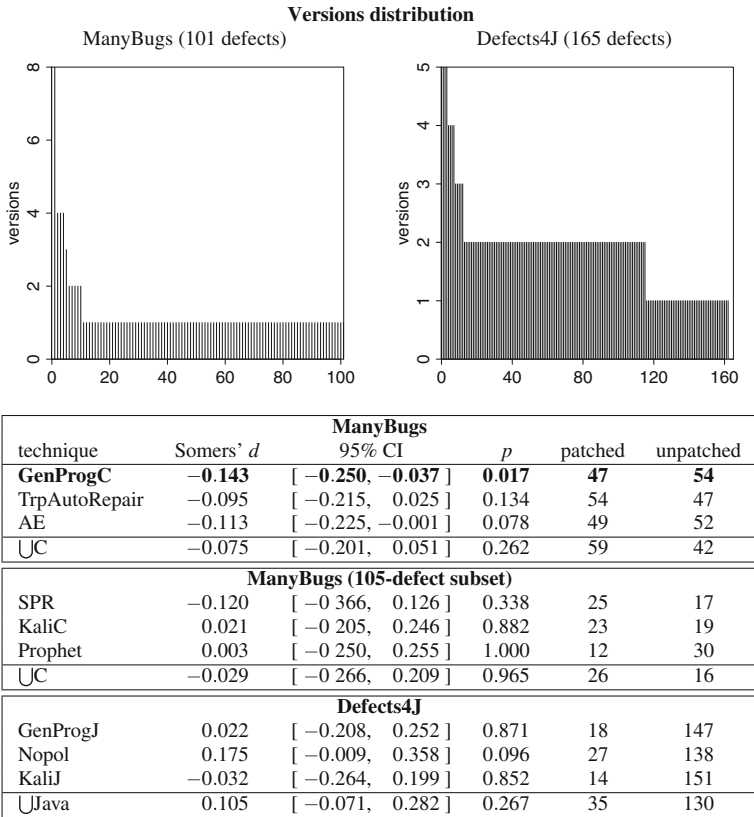 Versions distribution
ManyBugs (101 defects)
Defects4J (165 defects)
versions
0 2 4 6 8
0 20 40 60 80 100
versions
0 1 2 3 4 5
0 40 80 120 160
ManyBugs
technique Somers' d 95% CI p patched unpatched
GenProgC −0.143 [ −0.250, −0.037 ] 0.017 47 54
TrpAutoRepair −0.095 [ −0.215, 0.025 ] 0.134 54 47
AE −0.113 [ −0.225, −0.001 ] 0.078 49 52
⋃C −0.075 [ −0.201, 0.051 ] 0.262 59 42
ManyBugs (105-defect subset)
SPR −0.120 [ −0 366, 0.126 ] 0.338 25 17
KaliC 0.021 [ −0 205, 0.246 ] 0.882 23 19
Prophet 0.003 [ −0 250, 0.255 ] 1.000 12 30
⋃C −0.029 [ −0 266, 0.209 ] 0.965 26 16
Defects4J
GenProgJ 0.022 [ −0.208, 0.252 ] 0.871 18 147
Nopol 0.175 [ −0.009, 0.358 ] 0.096 27 138
KaliJ −0.032 [ −0.264, 0.199 ] 0.852 14 151
⋃Java 0.105 [ −0.071, 0.282 ] 0.267 35 130